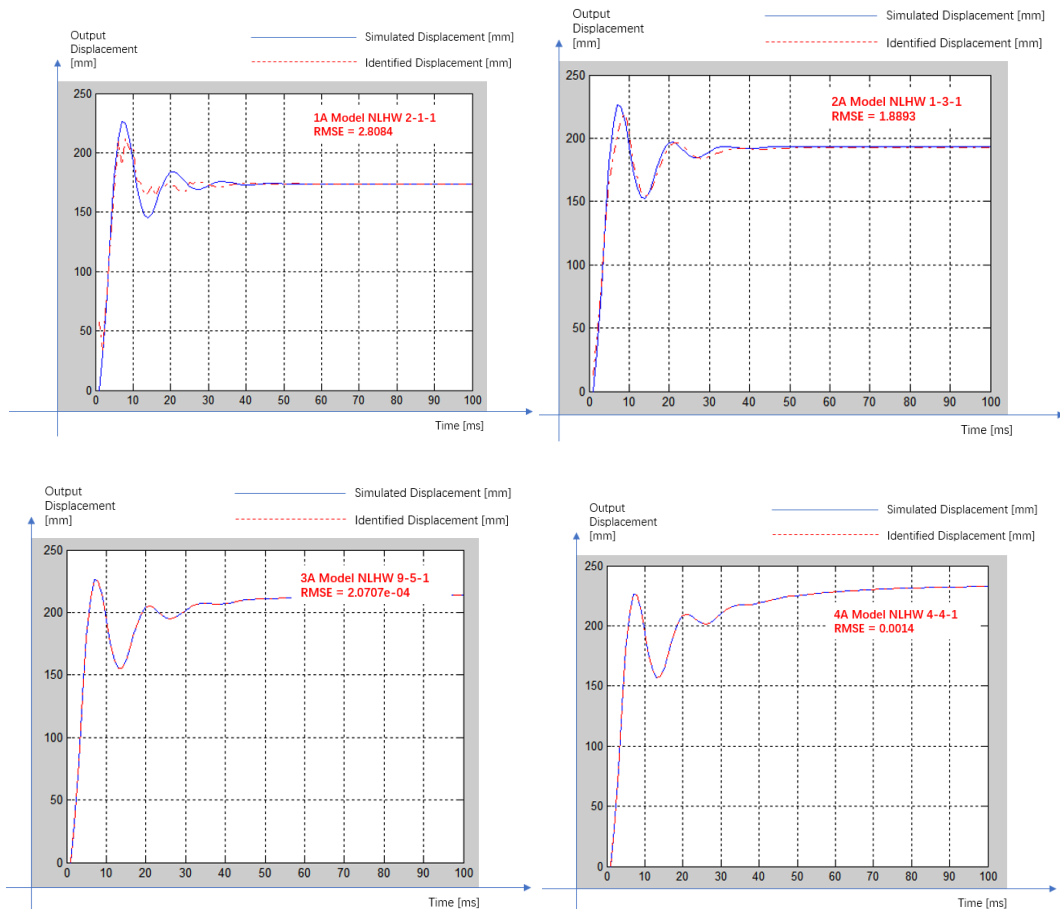 Output
Displacement
[mm]
Simulated Displacement [mm]
Identified Displacement [mm]
250
200
150
100
50
0
1A Model NLHW 2-1-1
RMSE = 2.8084
0 10 20 30 40 50 60 70 80 90 100
Time [ms]
Output
Displacement
[mm]
Simulated Displacement [mm]
Identified Displacement [mm]
250
200
150
100
50
0
2A Model NLHW 1-3-1
RMSE = 1.8893
0 10 20 30 40 50 60 70 80 90 100
Time [ms]
Output
Displacement
[mm]
Simulated Displacement [mm]
Identified Displacement [mm]
250
200
150
100
50
0
3A Model NLHW 9-5-1
RMSE = 2.0707e-04
0 10 20 30 40 50 60 70 80 90 100
Time [ms]
Output
Displacement
[mm]
Simulated Displacement [mm]
Identified Displacement [mm]
250
200
150
100
50
0
4A Model NLHW 4-4-1
RMSE = 0.0014
0 10 20 30 40 50 60 70 80 90 100
Time [ms]